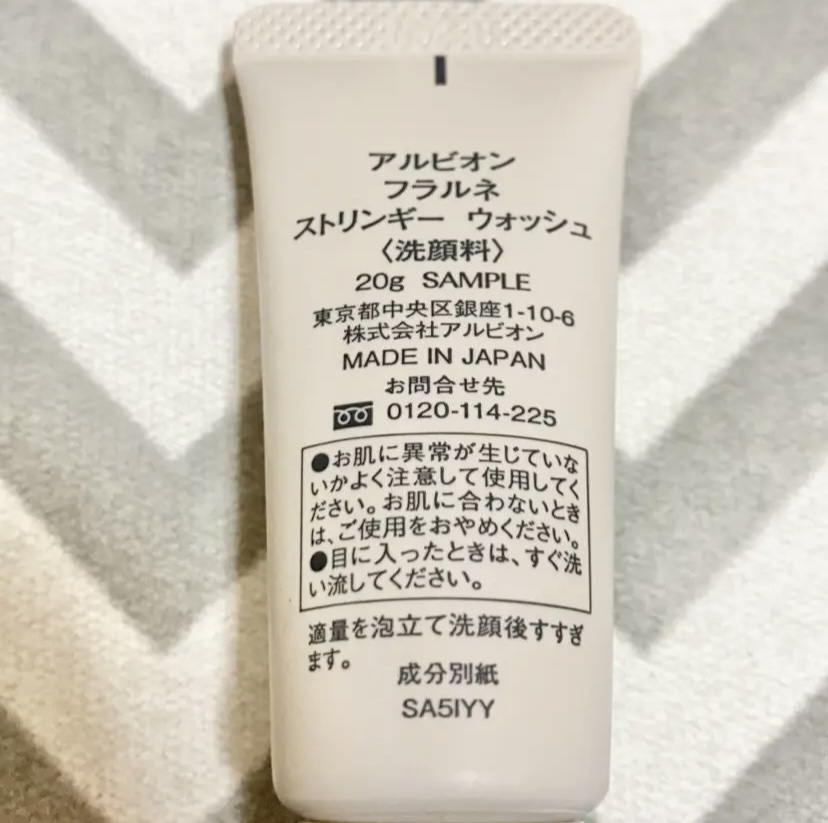 アルビオン
フラルネ
ストリンギー ウォッシュ
〈洗顔料〉
20g SAMPLE
東京都中央区銀座1-10-6
株式会社アルビオン
MADE IN JAPAN
お問合せ先
0120-114-225
●お肌に異常が生じていな
いかよく注意して使用してく
ださい。お肌に合わないとき
は、ご使用をおやめください。
●目に入ったときは、すぐ洗
い流してください。
適量を泡立て洗顔後すすぎ
ます。
成分別紙
SA5IYY